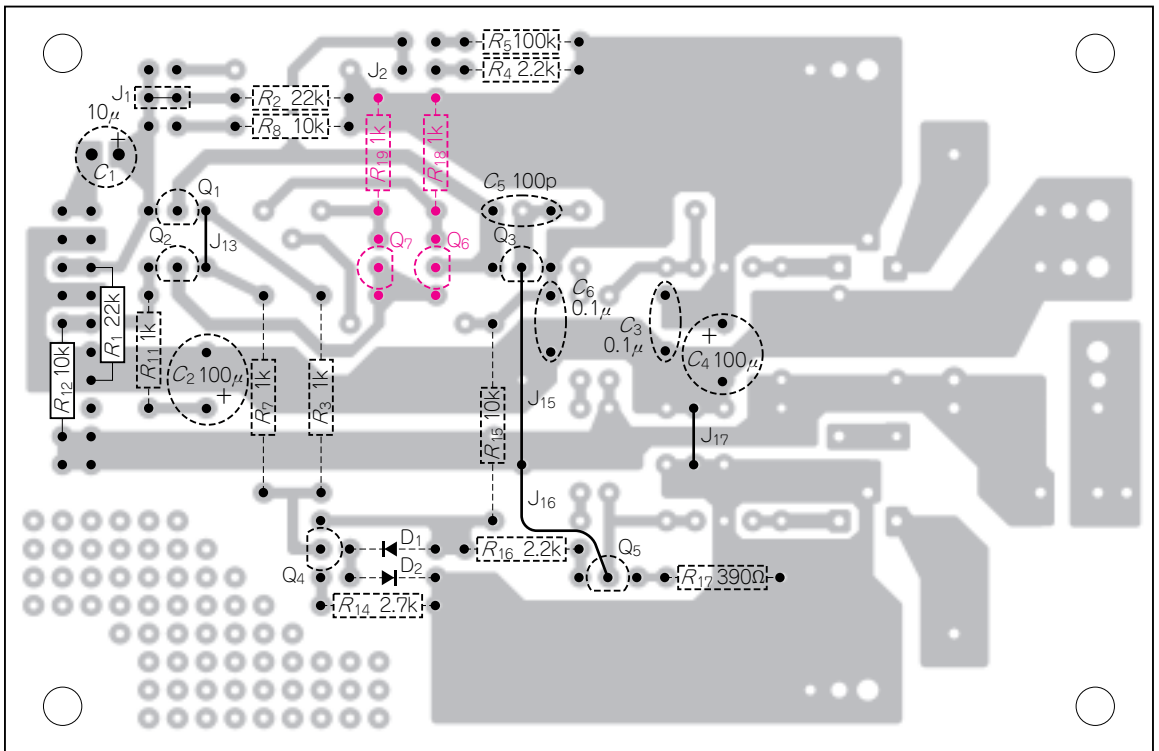 R5 100k
J2
R4 2.2k
J1
R2 22k
10μ
+
R8 10k
C1
R19 1k
R18 1k
C5 100p
Q1
Q2
J13
Q7
Q6
Q3
C6
0.1μ
C3
0.1μ
+
C4 100μ
R1 22k
R12 10k
R11 1k
C2 100μ
+
R7 1k
R3 1k
R15 10k
J15
J17
J16
Q4
D1
D2
R16 2.2k
Q5
R17 390Ω
R14 2.7k